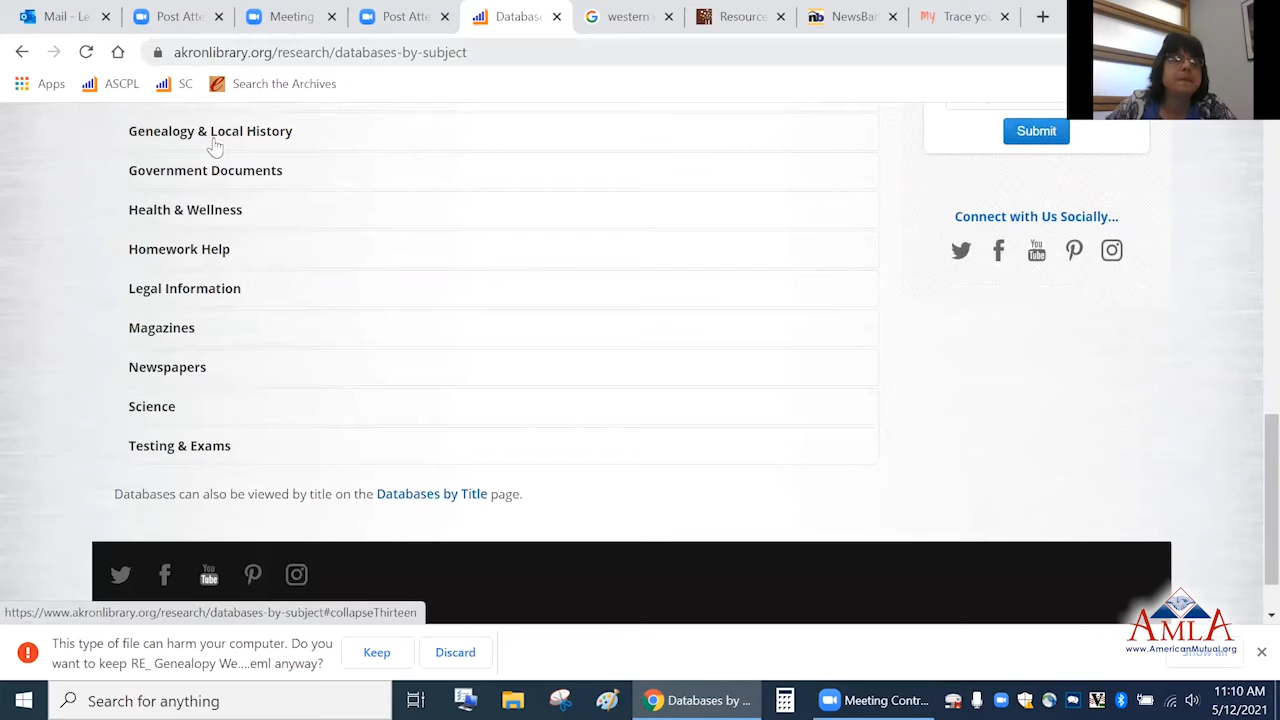 Mail - Le
Post Atte
Meeting
Post Atte
Databas
western
Resource
NewsBan
Trace you
akronlibrary.org/research/databases-by-subject
Apps
ASCPL
SC
Search the Archives
Genealogy & Local History
Government Documents
Health & Wellness
Homework Help
Legal Information
Magazines
Newspapers
Science
Testing & Exams
Databases can also be viewed by title on the Databases by Title page.
Submit
Connect with Us Socially...
https://www.akronlibrary.org/research/databases-by-subject#collapseThirteen
This type of file can harm your computer. Do you
want to keep RE_ Genealopy We....eml anyway?
Keep
Discard
Show all
AMLA
www.AmericanMutual.org
Search for anything
Databases by ...
Meeting Contr...
11:10 AM
5/12/2021